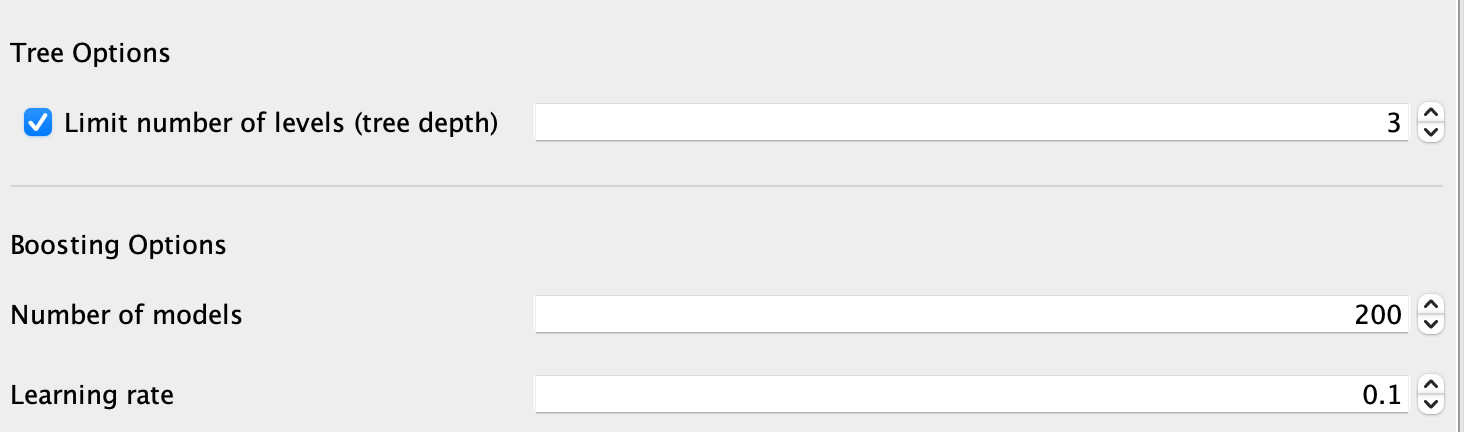 Tree Options
Limit number of levels (tree depth) 3
Boosting Options
Number of models 200
Learning rate 0.1